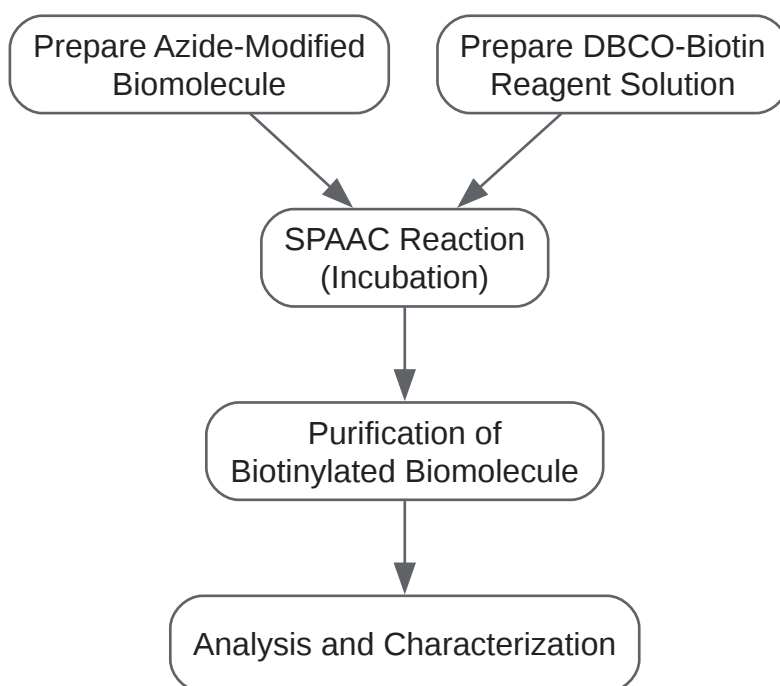 Prepare Azide-Modified
Biomolecule
Prepare DBCO-Biotin
Reagent Solution
SPAAC Reaction
(Incubation)
Purification of
Biotinylated Biomolecule
Analysis and Characterization